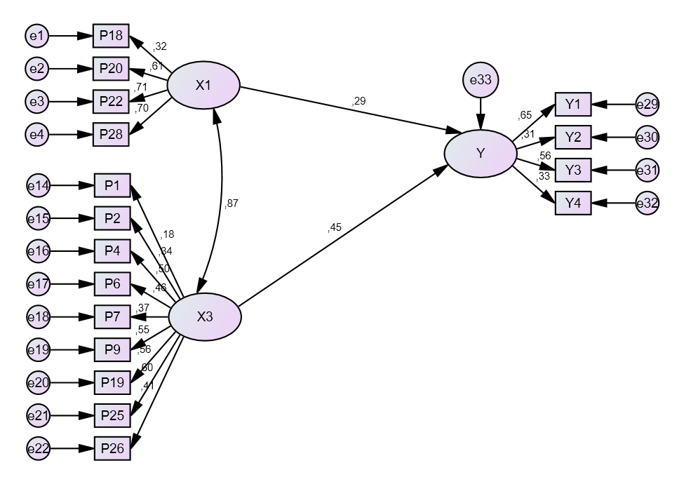 e1
P18
,32
e2
P20
,61
e3
P22
,71
e4
P28
,70
X1
,29
e33
Y
,65
Y1
e29
,31
Y2
e30
,56
Y3
e31
,33
Y4
e32
,87
,45
e14
P1
,18
e15
P2
,34
e16
P4
,50
e17
P6
,46
e18
P7
,37
X3
e19
P9
,55
,56
e20
P19
,60
,41
e21
P25
e22
P26